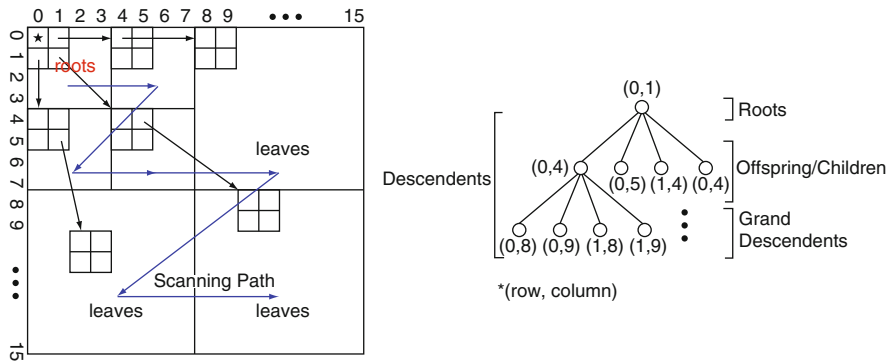 0 1 2 3 4 5 6 7 8 9 ••• 15
0 1 2 3 4 5 6 7 8 9 ••• 15
★
roots
leaves
Scanning Path
leaves
leaves
(0,1)
Roots
Descendents
(0,4)
(0,5) (1,4) (0,4)
Offspring/Children
(0,8) (0,9) (1,8) (1,9)
Grand
Descendents
*(row, column)